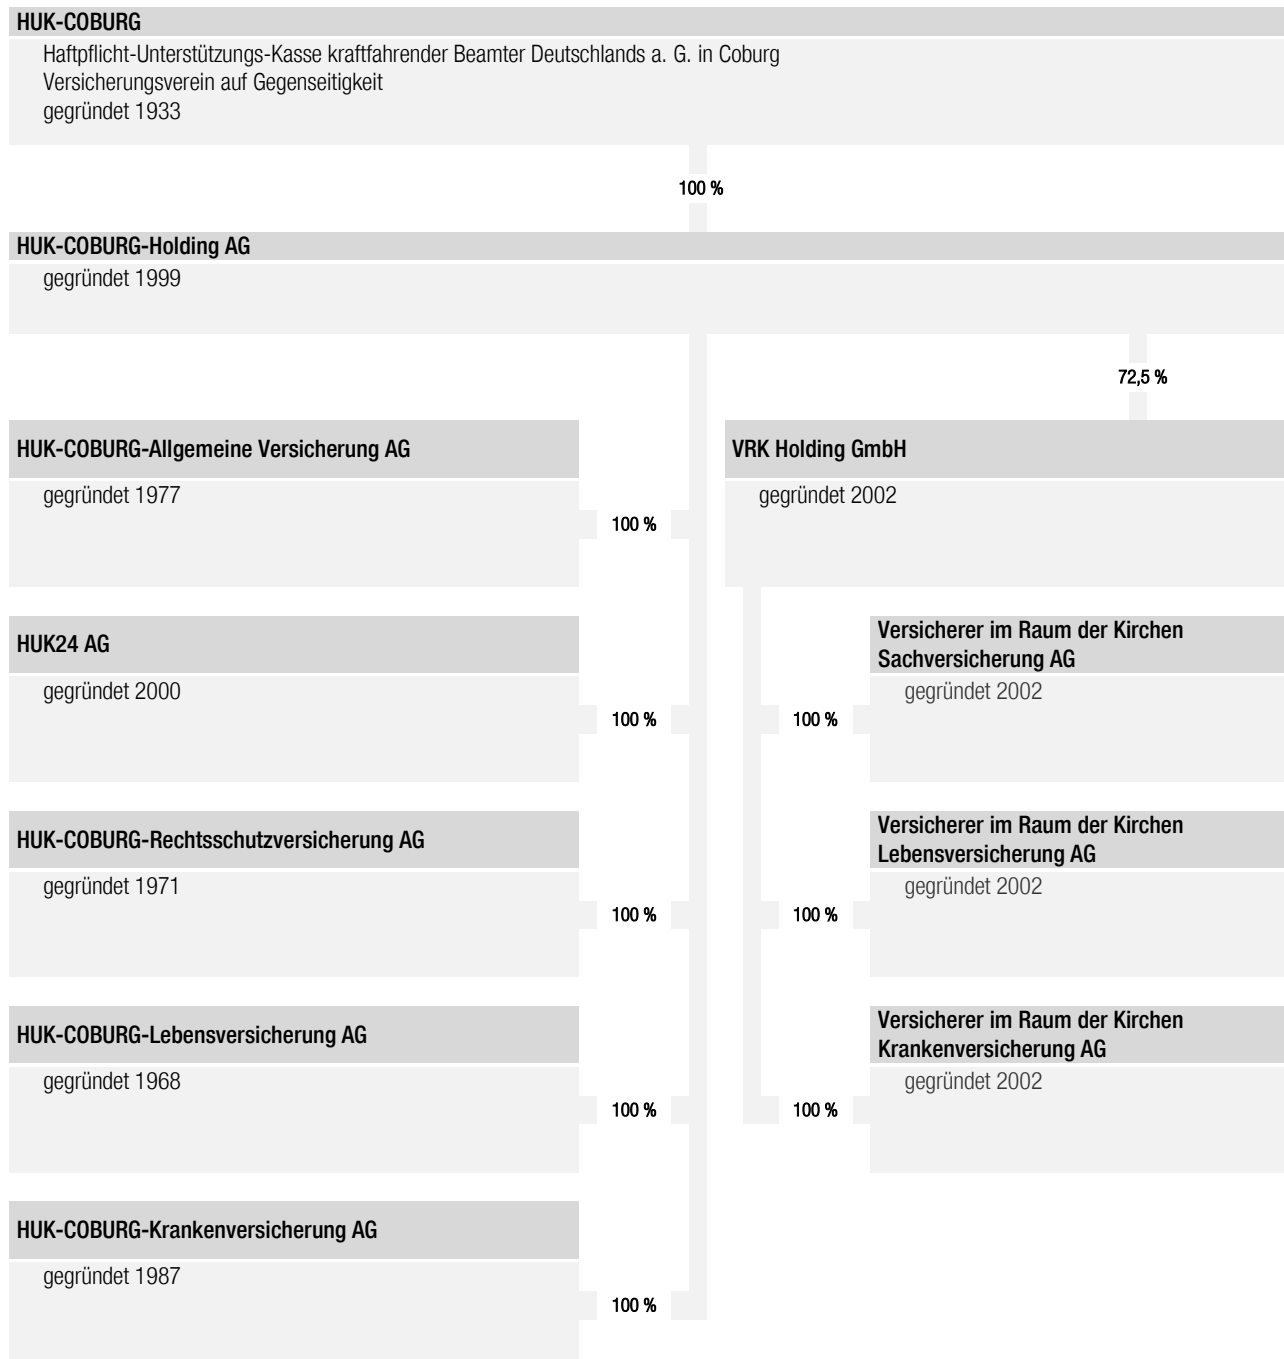 HUK-COBURG
Haftpflicht-Unterstützungs-Kasse kraftfahrender Beamter Deutschlands a. G. in Coburg
Versicherungsverein auf Gegenseitigkeit
gegründet 1933
100 %
HUK-COBURG-Holding AG
gegründet 1999
72,5 %
HUK-COBURG-Allgemeine Versicherung AG
gegründet 1977
100 %
VRK Holding GmbH
gegründet 2002
HUK24 AG
gegründet 2000
100 %
Versicherer im Raum der Kirchen
Sachversicherung AG
gegründet 2002
100 %
HUK-COBURG-Rechtsschutzversicherung AG
gegründet 1971
100 %
Versicherer im Raum der Kirchen
Lebensversicherung AG
gegründet 2002
100 %
HUK-COBURG-Lebensversicherung AG
gegründet 1968
100 %
Versicherer im Raum der Kirchen
Krankenversicherung AG
gegründet 2002
100 %
HUK-COBURG-Krankenversicherung AG
gegründet 1987
100 %